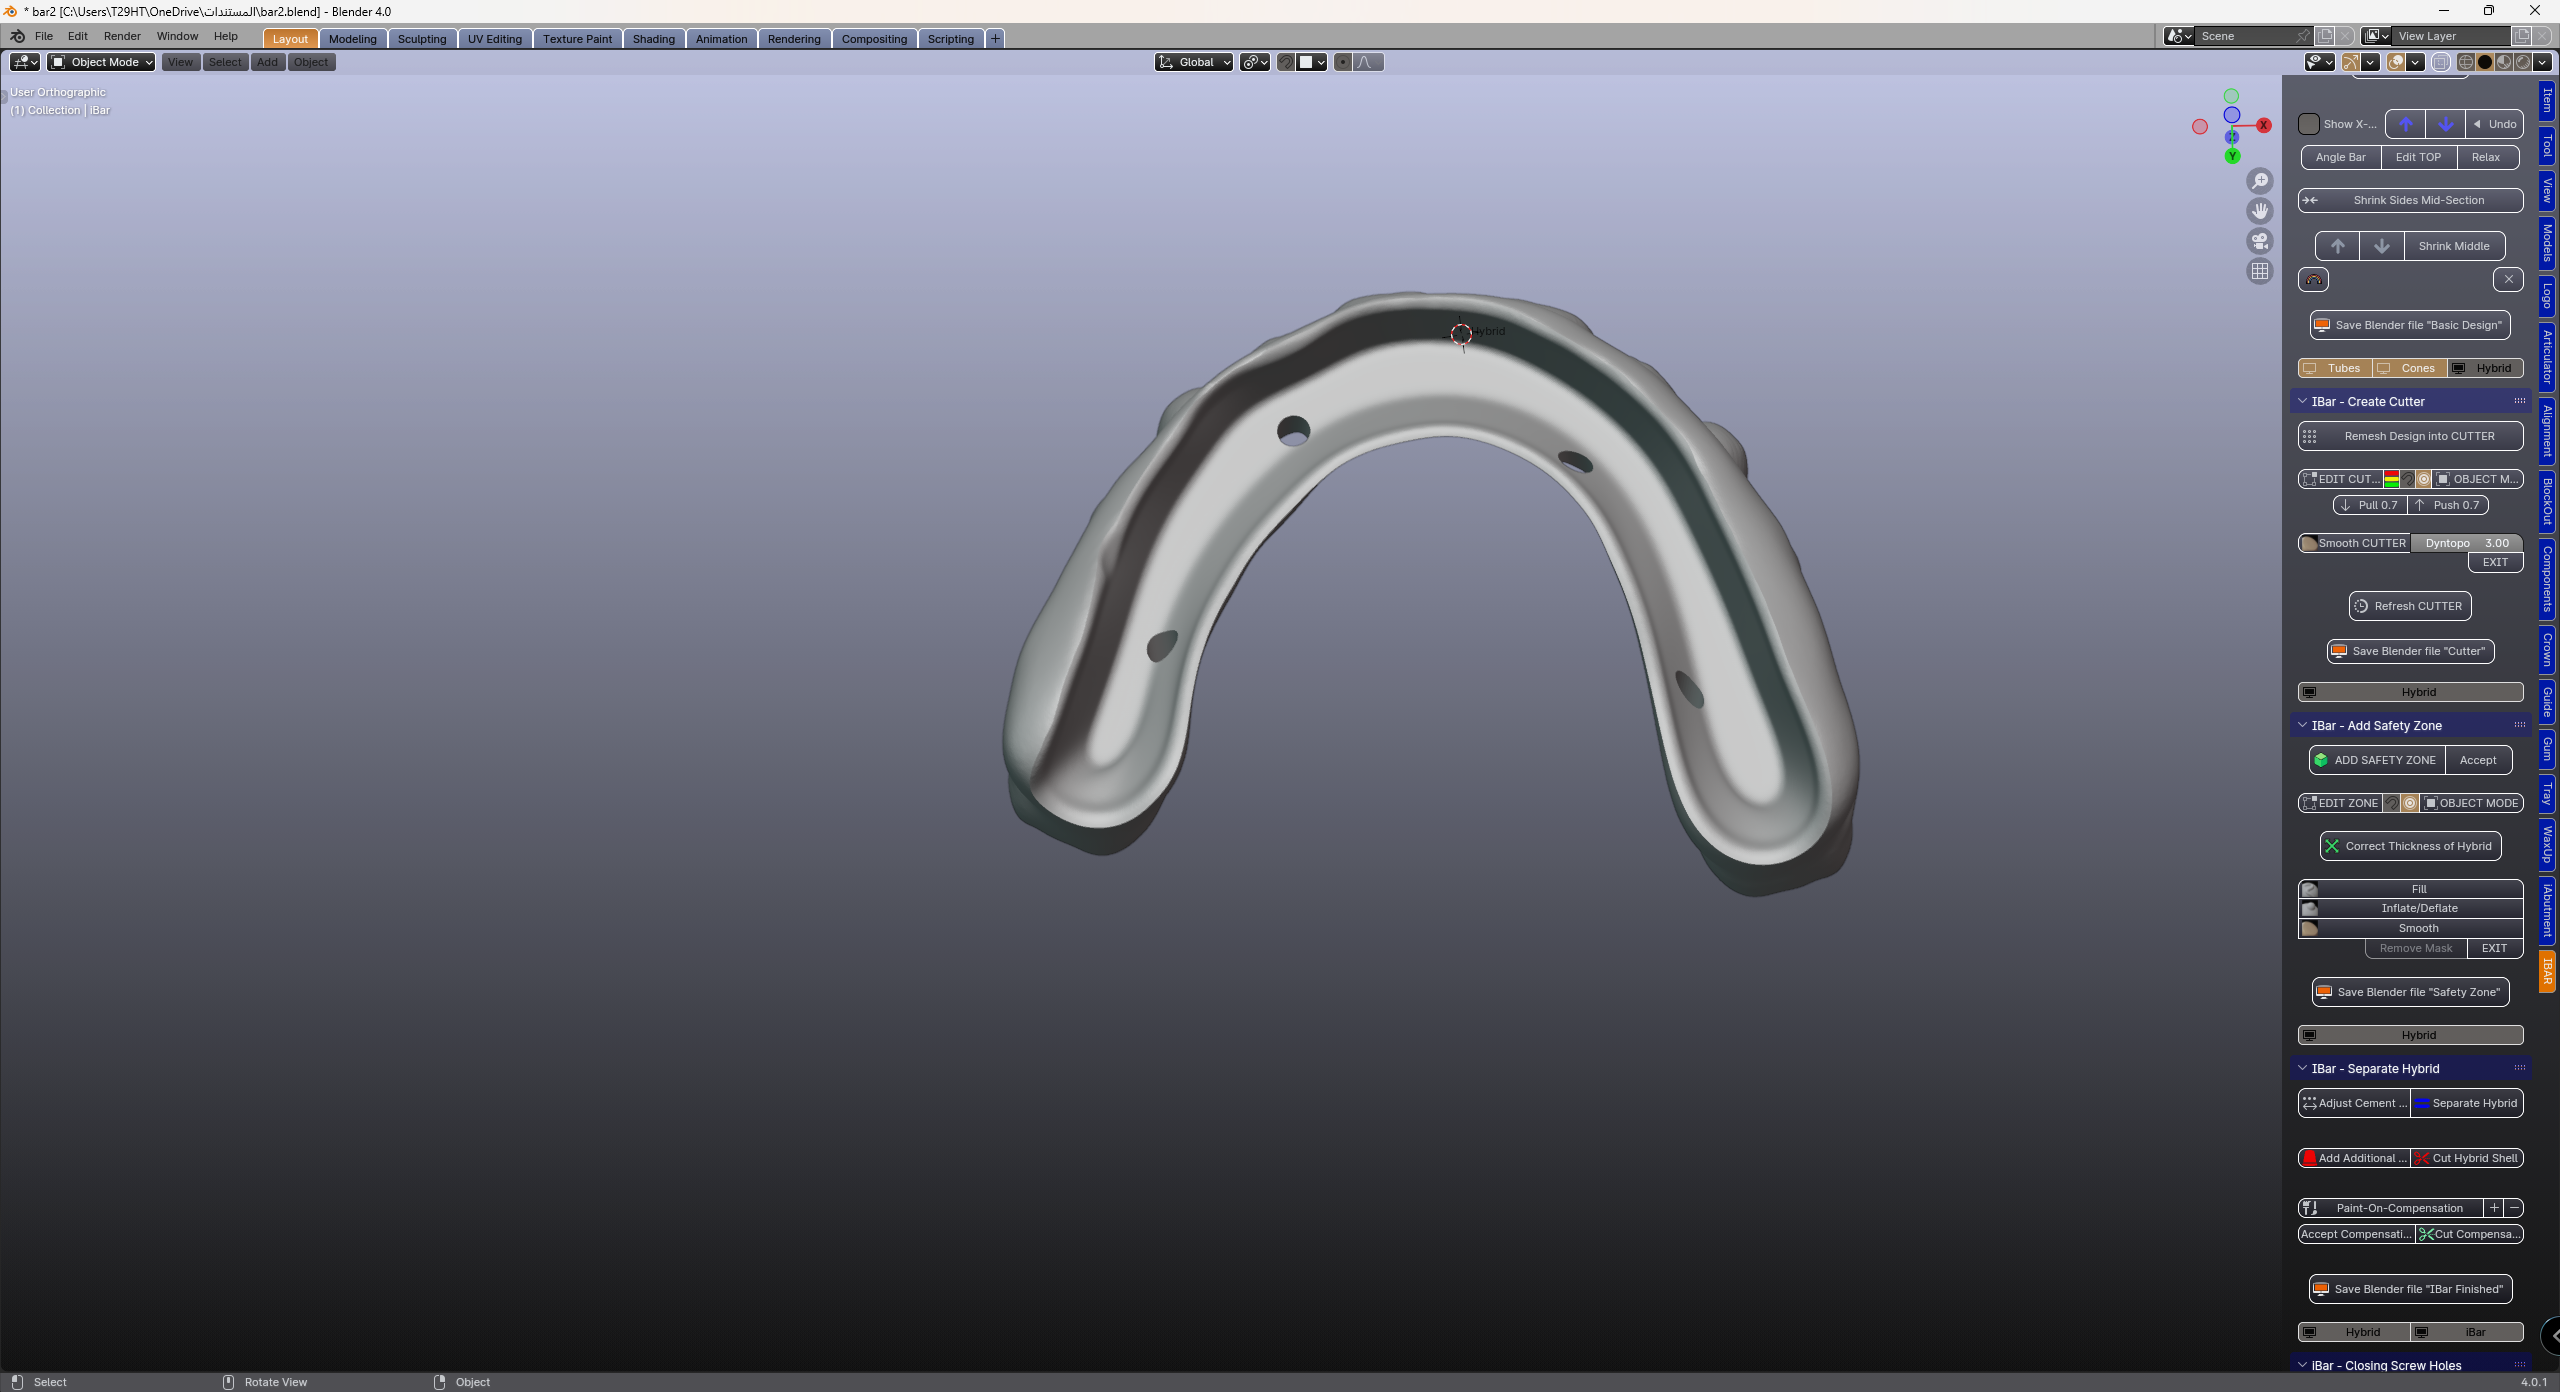 * bar2 [C:\Users\T29HT\OneDrive\المستندات\bar2.blend] - Blender 4.0
File Edit Render Window Help Layout Modeling Sculpting UV Editing Texture Paint Shading Animation Rendering Compositing Scripting + Scene View Layer
Object Mode View Select Add Object Global
User Orthographic
(1) Collection | iBar
X
Y
Hybrid
Show X-... Undo
Angle Bar Edit TOP Relax
Shrink Sides Mid-Section
Shrink Middle
Save Blender file "Basic Design"
Tubes Cones Hybrid
IBar - Create Cutter
Remesh Design into CUTTER
EDIT CUT... OBJECT M...
Pull 0.7 Push 0.7
Smooth CUTTER Dyntopo 3.00
EXIT
Refresh CUTTER
Save Blender file "Cutter"
Hybrid
IBar - Add Safety Zone
ADD SAFETY ZONE Accept
EDIT ZONE OBJECT MODE
Correct Thickness of Hybrid
Fill
Inflate/Deflate
Smooth
Remove Mask EXIT
Save Blender file "Safety Zone"
Hybrid
IBar - Separate Hybrid
Adjust Cement ... Separate Hybrid
Add Additional ... Cut Hybrid Shell
Paint-On-Compensation + −
Accept Compensati... Cut Compensa...
Save Blender file "IBar Finished"
Hybrid iBar
iBar - Closing Screw Holes
Item
Tool
View
Models
Logo
Articulator
Alignment
BlockOut
Components
Crown
Guide
Gum
Tray
WaxUp
iAbutment
IBAR
Select Rotate View Object 4.0.1